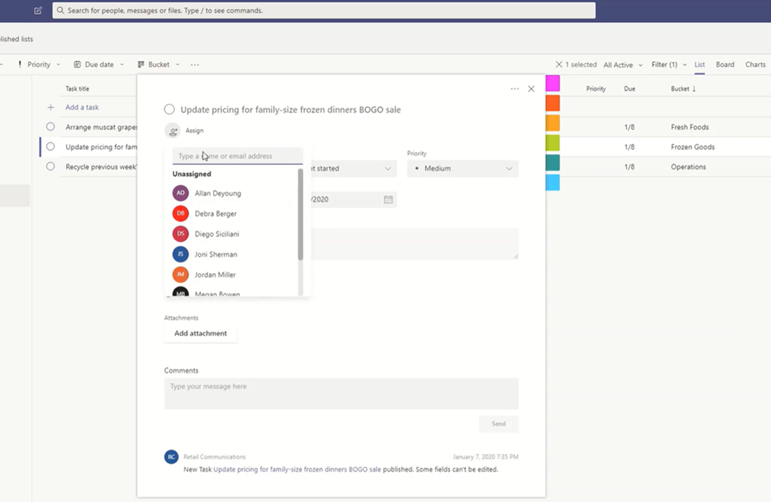 Search for people, messages or files. Type / to see commands.
lished lists
Priority Due date Bucket ... 1 selected All Active Filter (1) List Board Charts
Task title Priority Due Bucket ↓
+ Add a task
Arrange muscat grapes 1/8 Fresh Foods
Update pricing for fam 1/8 Frozen Goods
Recycle previous week' 1/8 Operations
Update pricing for family-size frozen dinners BOGO sale
Assign
Type a name or email address
Unassigned
AD Allan Deyoung
DB Debra Berger
DS Diego Siciliani
JS Joni Sherman
JM Jordan Miller
MB Megan Bowen
Priority
ot started Medium
/2020
Attachments
Add attachment
Comments
Type your message here
Send
RC Retail Communications January 7, 2020 7:35 PM
New Task Update pricing for family-size frozen dinners BOGO sale published. Some fields can't be edited.